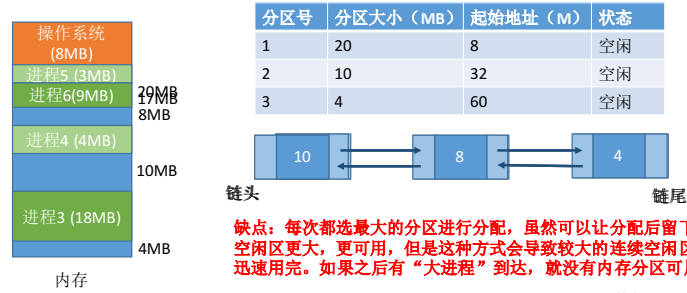 操作系统
(8MB)
进程5 (3MB)
进程6(9MB)
20MB
17MB
8MB
进程4 (4MB)
10MB
进程3 (18MB)
4MB
内存
分区号 分区大小（MB） 起始地址（M） 状态
1 20 8 空闲
2 10 32 空闲
3 4 60 空闲
10 8 4
链头 链尾
缺点：每次都选最大的分区进行分配，虽然可以让分配后留下
空闲区更大，更可用，但是这种方式会导致较大的连续空闲区
迅速用完。如果之后有“大进程”到达，就没有内存分区可